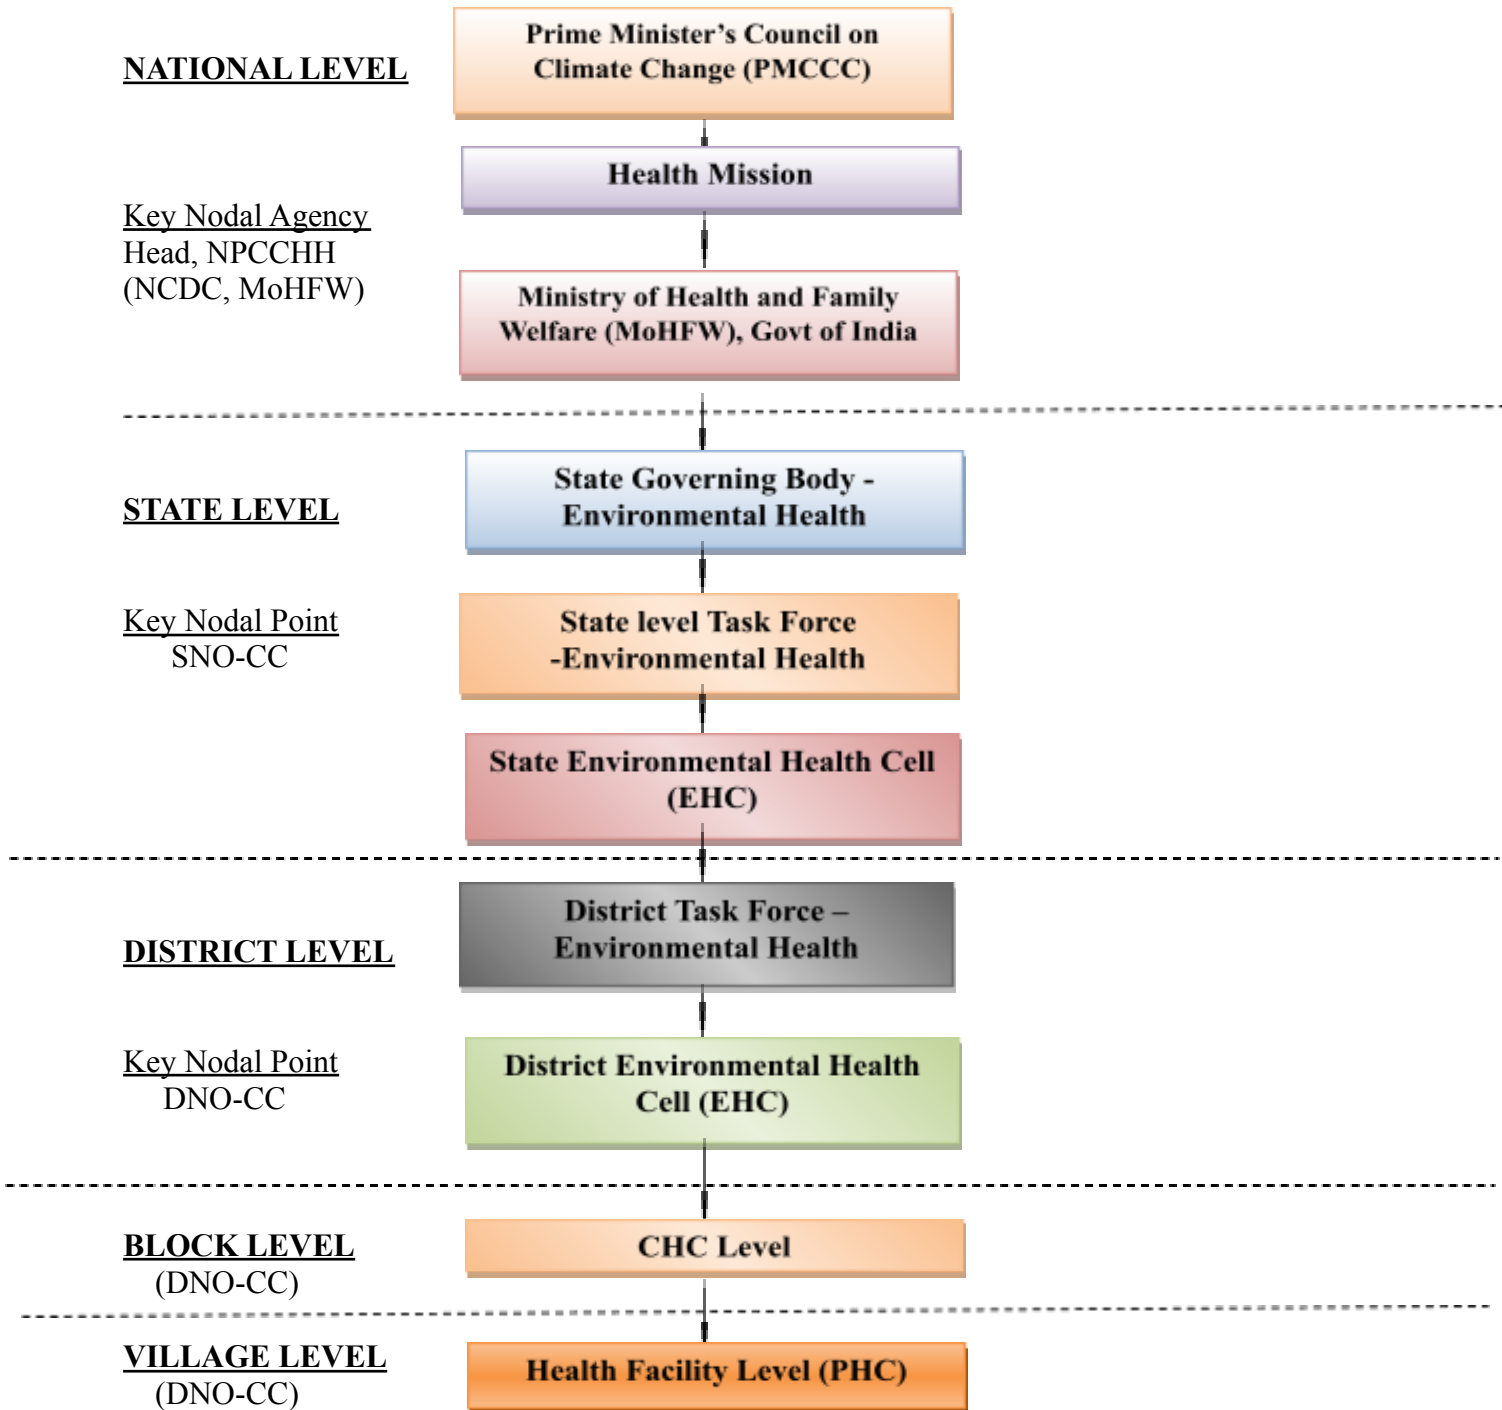 Prime Minister’s Council on
Climate Change (PMCCC)
NATIONAL LEVEL
Health Mission
Key Nodal Agency
Head, NPCCHH
(NCDC, MoHFW)
Ministry of Health and Family
Welfare (MoHFW), Govt of India
State Governing Body -
Environmental Health
STATE LEVEL
Key Nodal Point
SNO-CC
State level Task Force
-Environmental Health
State Environmental Health Cell
(EHC)
District Task Force –
Environmental Health
DISTRICT LEVEL
Key Nodal Point
DNO-CC
District Environmental Health
Cell (EHC)
BLOCK LEVEL
(DNO-CC)
CHC Level
VILLAGE LEVEL
(DNO-CC)
Health Facility Level (PHC)